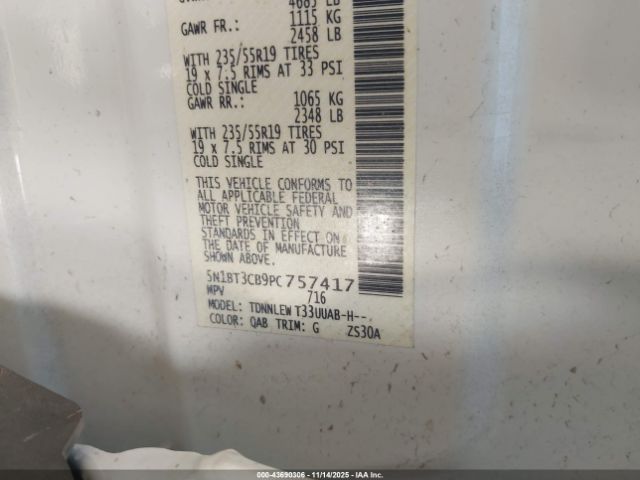 4683 LB
GAWR FR.: 1115 KG
2458 LB
WITH 235/55R19 TIRES
19 x 7.5 RIMS AT 33 PSI
COLD SINGLE
GAWR RR.: 1065 KG
2348 LB
WITH 235/55R19 TIRES
19 x 7.5 RIMS AT 30 PSI
COLD SINGLE
THIS VEHICLE CONFORMS TO
ALL APPLICABLE FEDERAL
MOTOR VEHICLE SAFETY AND
THEFT PREVENTION
STANDARDS IN EFFECT ON
THE DATE OF MANUFACTURE
SHOWN ABOVE.
5N1BT3CB9PC757417
MPV 716
MODEL: TDNNLEW T33UUAB-H--
COLOR: QAB TRIM: G ZS30A
000-43690306 - 11/14/2025 - IAA Inc.